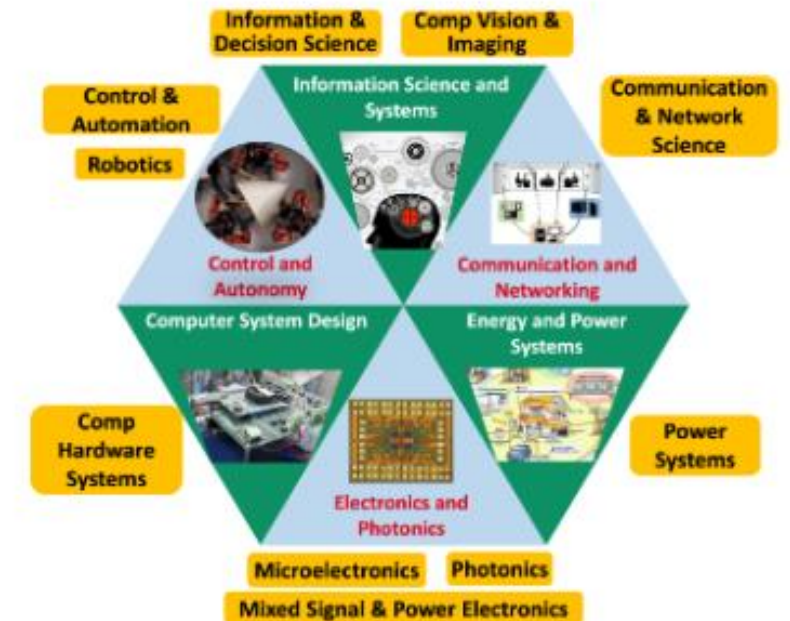 Information &
Decision Science
Comp Vision &
Imaging
Control &
Automation
Robotics
Information Science and
Systems
Communication
& Network
Science
Control and
Autonomy
Communication and
Networking
Computer System Design
Energy and Power
Systems
Comp
Hardware
Systems
Power
Systems
Electronics and
Photonics
Microelectronics
Photonics
Mixed Signal & Power Electronics